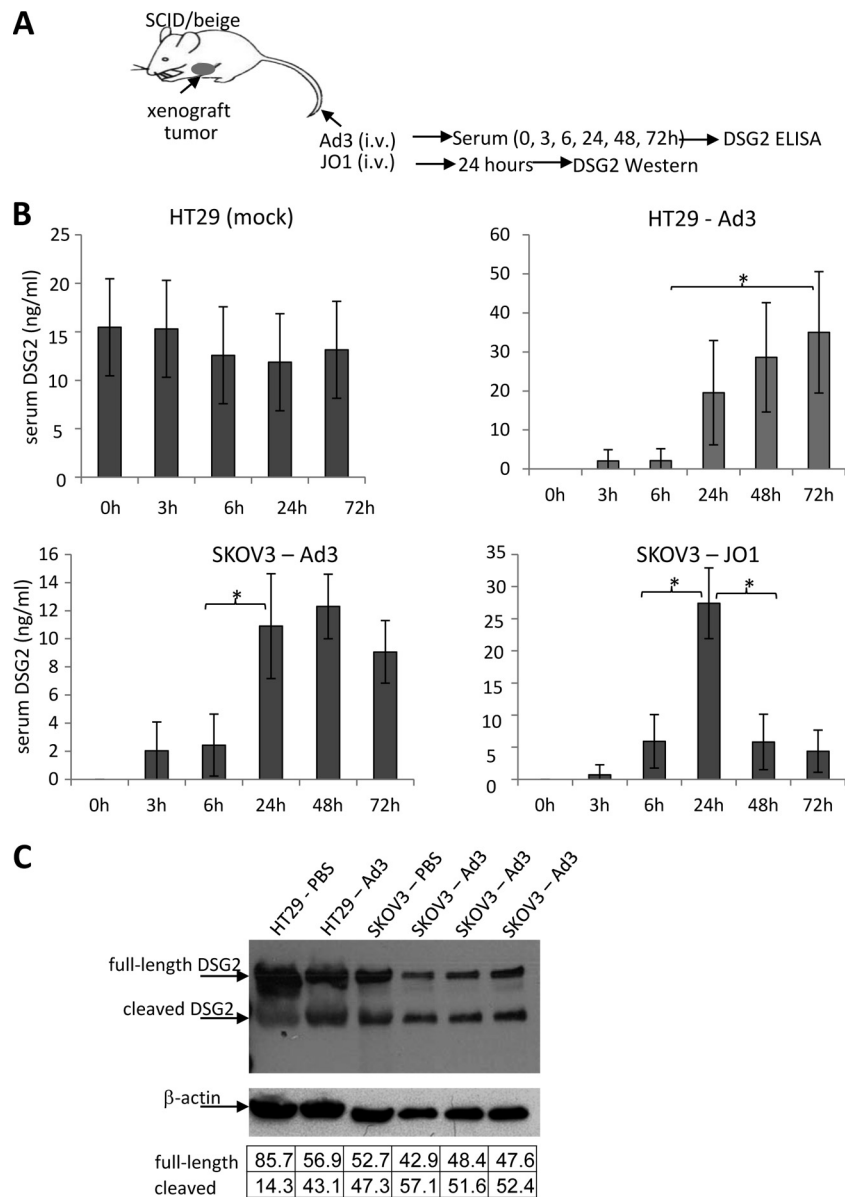 A
SCID/beige
xenograft
tumor
Ad3 (i.v.) Serum (0, 3, 6, 24, 48, 72h) DSG2 ELISA
JO1 (i.v.) 24 hours DSG2 Western
B
HT29 (mock)
serum DSG2 (ng/ml)
25
20
15
10
5
0
0h 3h 6h 24h 72h
HT29 - Ad3
60
50
40
30
20
10
0
*
0h 3h 6h 24h 48h 72h
SKOV3 – Ad3
serum DSG2 (ng/ml)
16
14
12
10
8
6
4
2
0
*
0h 3h 6h 24h 48h 72h
SKOV3 – JO1
35
30
25
20
15
10
5
0
* *
0h 3h 6h 24h 48h 72h
C
HT29 - PBS
HT29 – Ad3
SKOV3 – PBS
SKOV3 – Ad3
SKOV3 – Ad3
SKOV3 – Ad3
full-length DSG2
cleaved DSG2
β-actin
full-length 85.7 56.9 52.7 42.9 48.4 47.6
cleaved 14.3 43.1 47.3 57.1 51.6 52.4